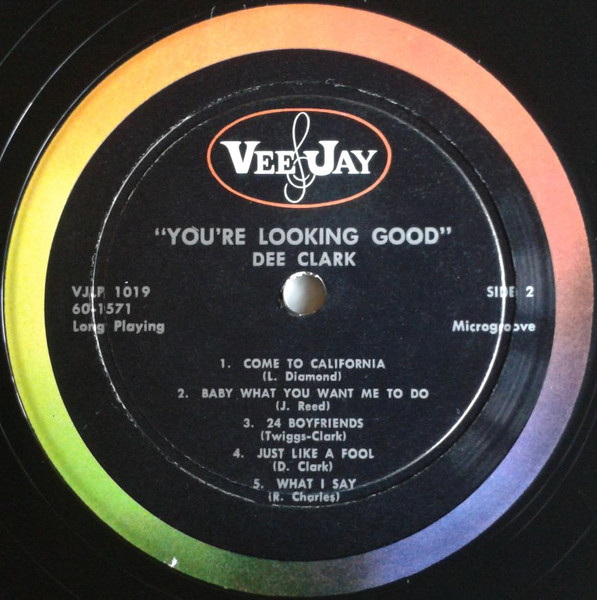 VEE JAY
"YOU'RE LOOKING GOOD"
DEE CLARK
VJLP 1019
SIDE 2
60-1571
Long Playing
Microgroove
1. COME TO CALIFORNIA
(L. Diamond)
2. BABY WHAT YOU WANT ME TO DO
(J. Reed)
3. 24 BOYFRIENDS
(Twiggs-Clark)
4. JUST LIKE A FOOL
(D. Clark)
5. WHAT I SAY
(R. Charles)